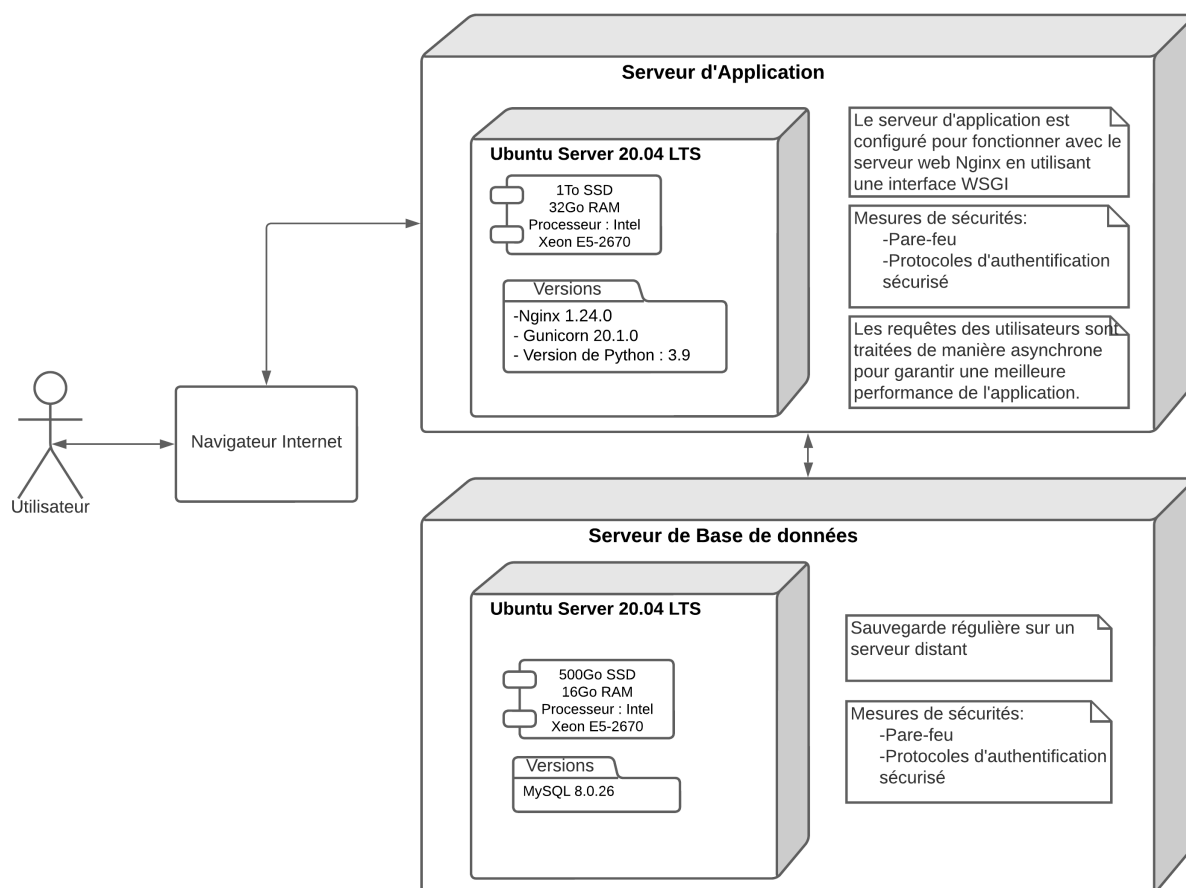 Serveur d'Application
Ubuntu Server 20.04 LTS
1To SSD
32Go RAM
Processeur : Intel
Xeon E5-2670
Versions
-Nginx 1.24.0
- Gunicorn 20.1.0
- Version de Python : 3.9
Le serveur d'application est
configuré pour fonctionner avec le
serveur web Nginx en utilisant
une interface WSGI
Mesures de sécurités:
-Pare-feu
-Protocoles d'authentification
sécurisé
Les requêtes des utilisateurs sont
traitées de manière asynchrone
pour garantir une meilleure
performance de l'application.
Navigateur Internet
Utilisateur
Serveur de Base de données
Ubuntu Server 20.04 LTS
500Go SSD
16Go RAM
Processeur : Intel
Xeon E5-2670
Versions
MySQL 8.0.26
Sauvegarde régulière sur un
serveur distant
Mesures de sécurités:
-Pare-feu
-Protocoles d'authentification
sécurisé